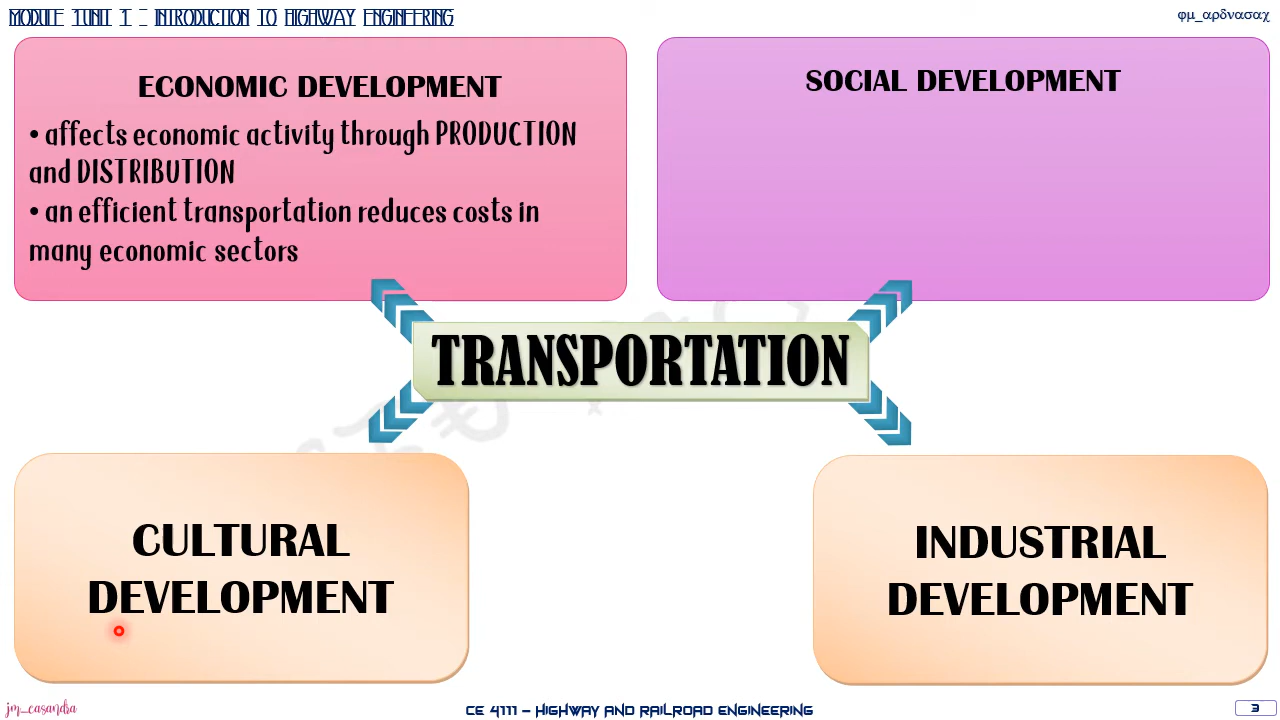 MODULE 1UNIT 1 – INTRODUCTION TO HIGHWAY ENGINEERING
φμ_αρδνασαχ
ECONOMIC DEVELOPMENT
• affects economic activity through PRODUCTION
and DISTRIBUTION
• an efficient transportation reduces costs in
many economic sectors
SOCIAL DEVELOPMENT
TRANSPORTATION
CULTURAL
DEVELOPMENT
INDUSTRIAL
DEVELOPMENT
jm_casandra
CE 4111 – HIGHWAY AND RAILROAD ENGINEERING
3